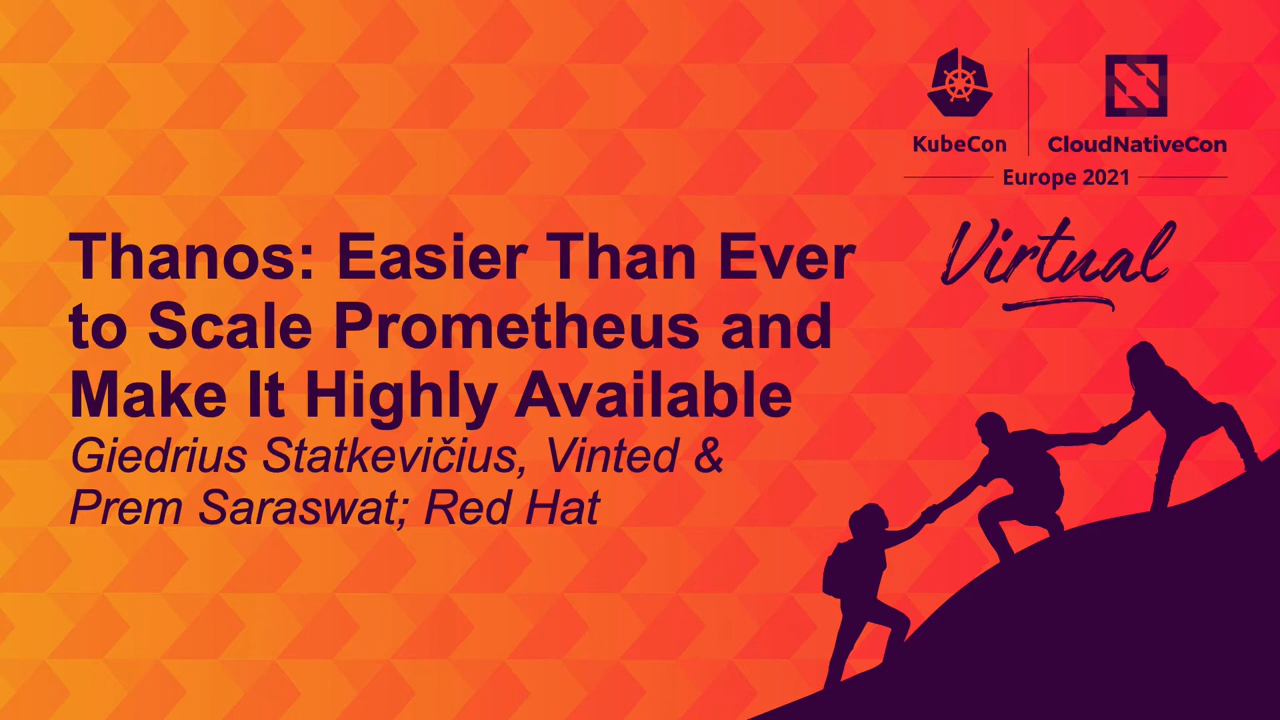 KubeCon
CloudNativeCon
Europe 2021
Virtual
Thanos: Easier Than Ever
to Scale Prometheus and
Make It Highly Available
Giedrius Statkevičius, Vinted &
Prem Saraswat; Red Hat